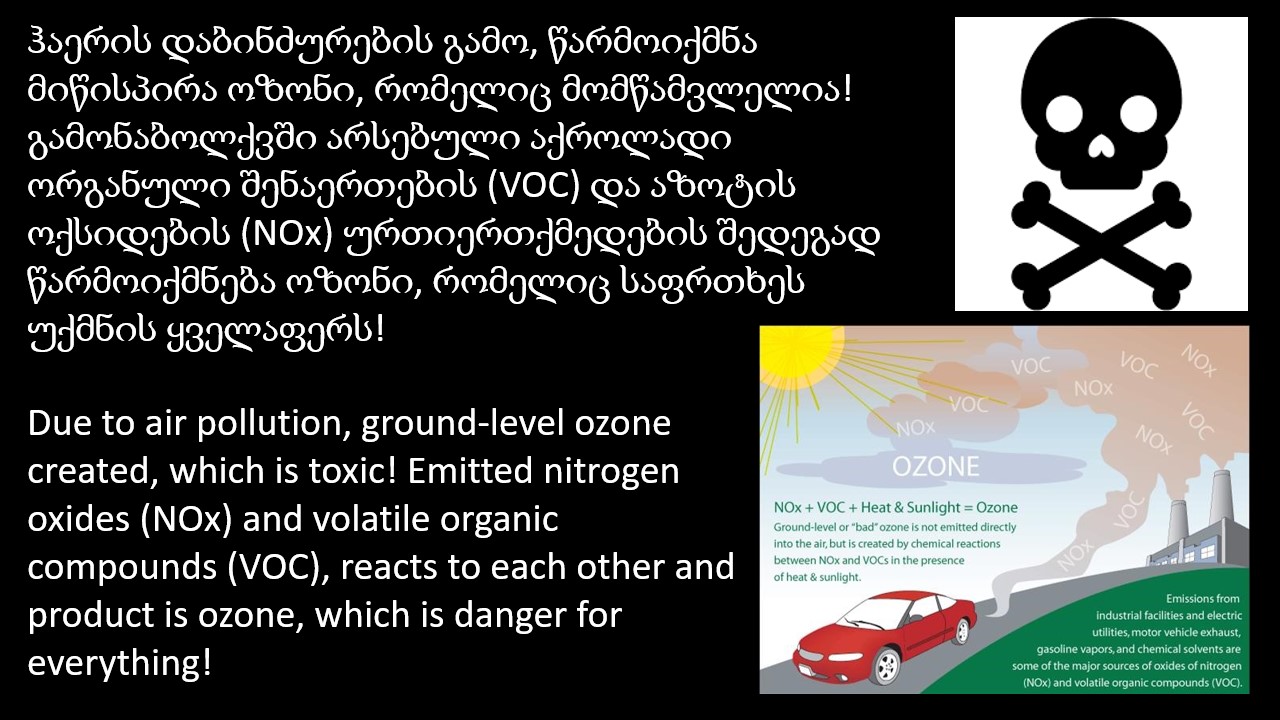 ჰაერის დაბინძურების გამო, წარმოიქმნა
მიწისპირა ოზონი, რომელიც მომწამვლელია!
გამონაბოლქვში არსებული აქროლადი
ორგანული შენაერთების (VOC) და აზოტის
ოქსიდების (NOx) ურთიერთქმედების შედეგად
წარმოიქმნება ოზონი, რომელიც საფრთხეს
უქმნის ყველაფერს!
Due to air pollution, ground-level ozone
created, which is toxic! Emitted nitrogen
oxides (NOx) and volatile organic
compounds (VOC), reacts to each other and
product is ozone, which is danger for
everything!
VOC
VOC
NOx
NOx
VOC
VOC
NOx
NOx
OZONE
VOC
NOx
NOx + VOC + Heat & Sunlight = Ozone
Ground-level or "bad" ozone is not emitted directly
into the air, but is created by chemical reactions
between NOx and VOCs in the presence
of heat & sunlight.
Emissions from
industrial facilities and electric
utilities, motor vehicle exhaust,
gasoline vapors, and chemical solvents are
some of the major sources of oxides of nitrogen
(NOx) and volatile organic compounds (VOC).